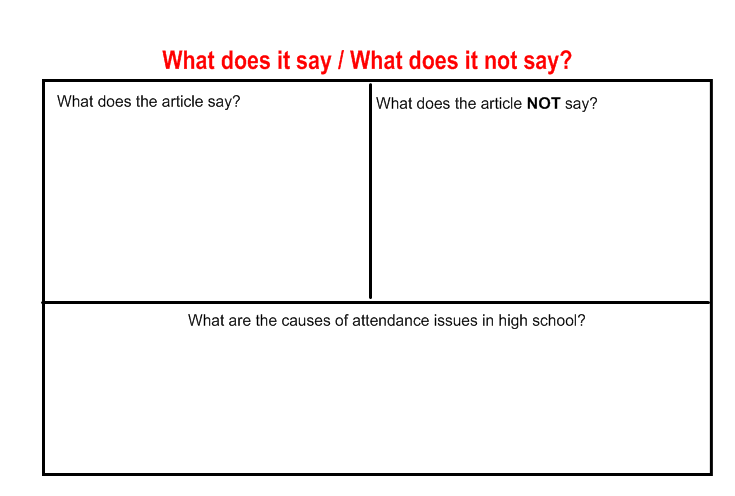 What does it say / What does it not say?
What does the article say?
What does the article NOT say?
What are the causes of attendance issues in high school?